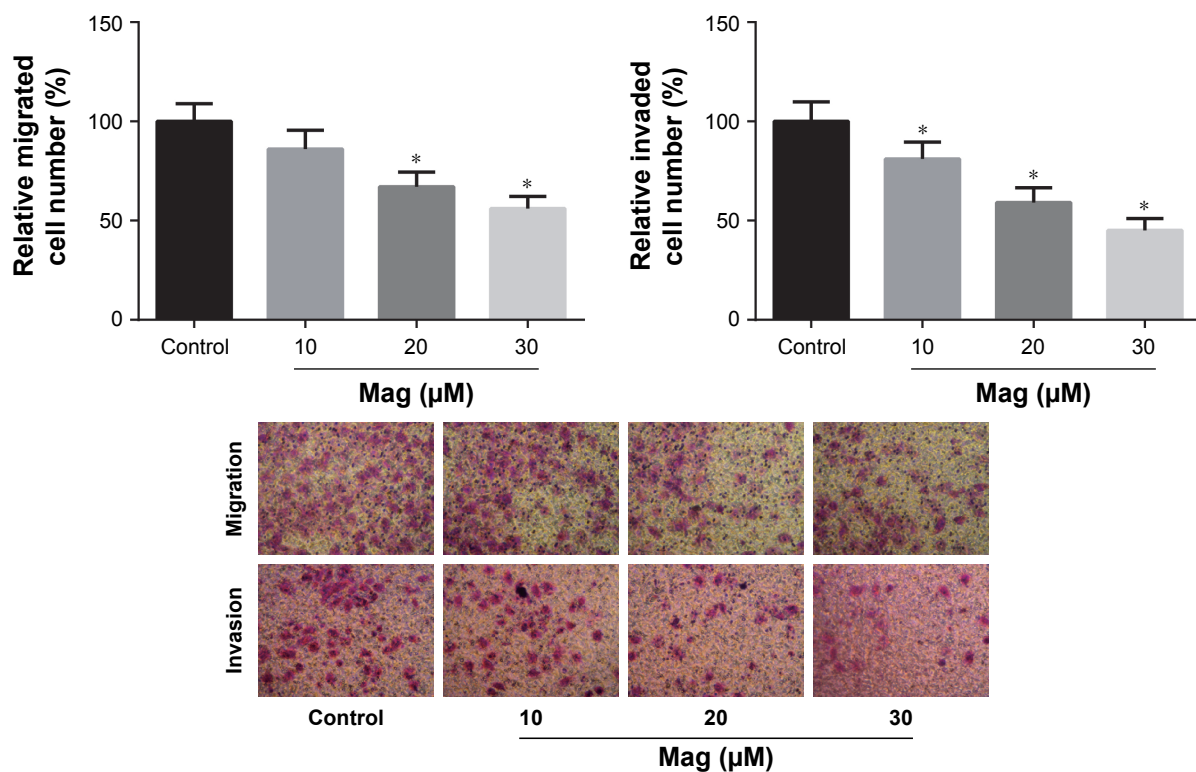 Relative migrated
cell number (%)
150
100
50
0
*
*
Control
10
20
30
Mag (μM)
Relative invaded
cell number (%)
150
100
50
0
*
*
*
Control
10
20
30
Mag (μM)
Migration
Invasion
Control
10
20
30
Mag (μM)